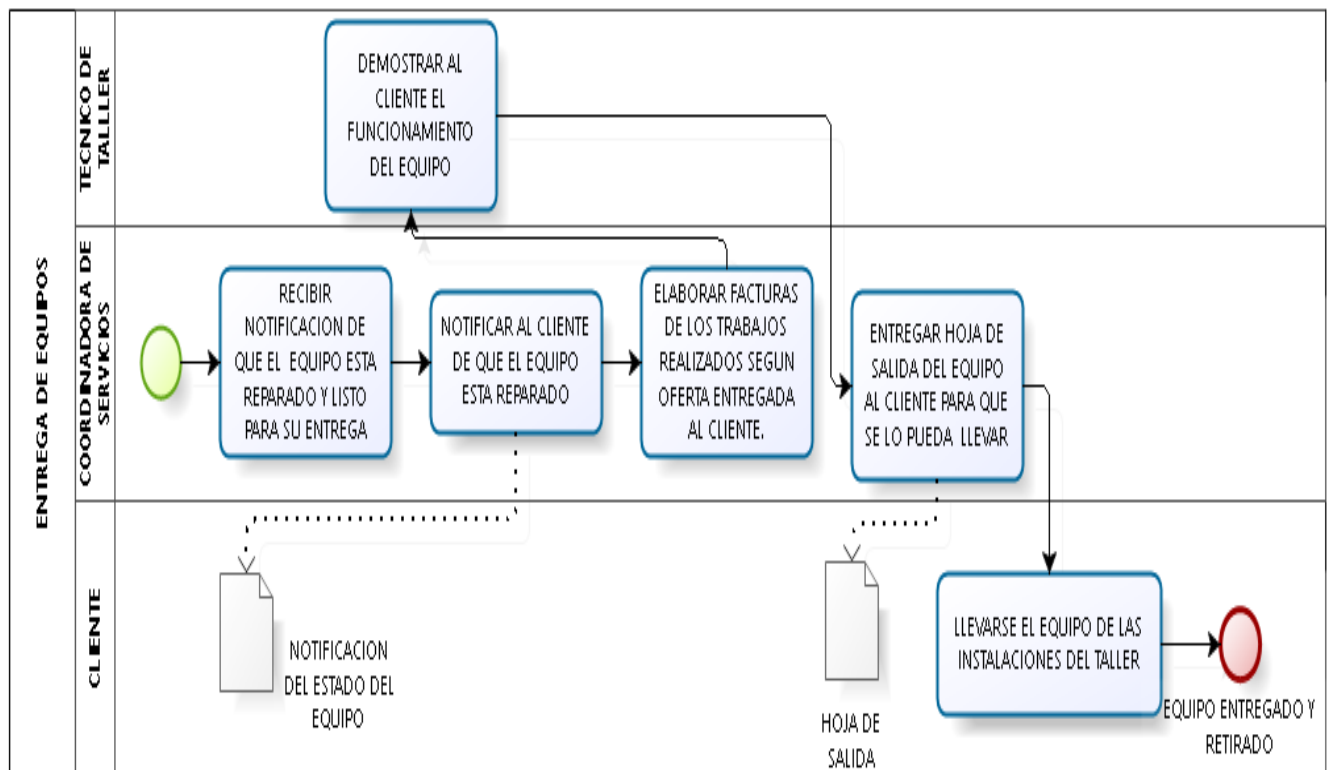 ENTREGA DE EQUIPOS
TECNICO DE
TALLLER
DEMOSTRAR AL
CLIENTE EL
FUNCIONAMIENTO
DEL EQUIPO
COORDINADORA DE
SERVICIOS
RECIBIR
NOTIFICACION DE
QUE EL EQUIPO ESTA
REPARADO Y LISTO
PARA SU ENTREGA
NOTIFICAR AL CLIENTE
DE QUE EL EQUIPO
ESTA REPARADO
ELABORAR FACTURAS
DE LOS TRABAJOS
REALIZADOS SEGUN
OFERTA ENTREGADA
AL CLIENTE.
ENTREGAR HOJA DE
SALIDA DEL EQUIPO
AL CLIENTE PARA QUE
SE LO PUEDA LLEVAR
CLIENTE
NOTIFICACION
DEL ESTADO DEL
EQUIPO
HOJA DE
SALIDA
LLEVARSE EL EQUIPO DE LAS
INSTALACIONES DEL TALLER
EQUIPO ENTREGADO Y
RETIRADO